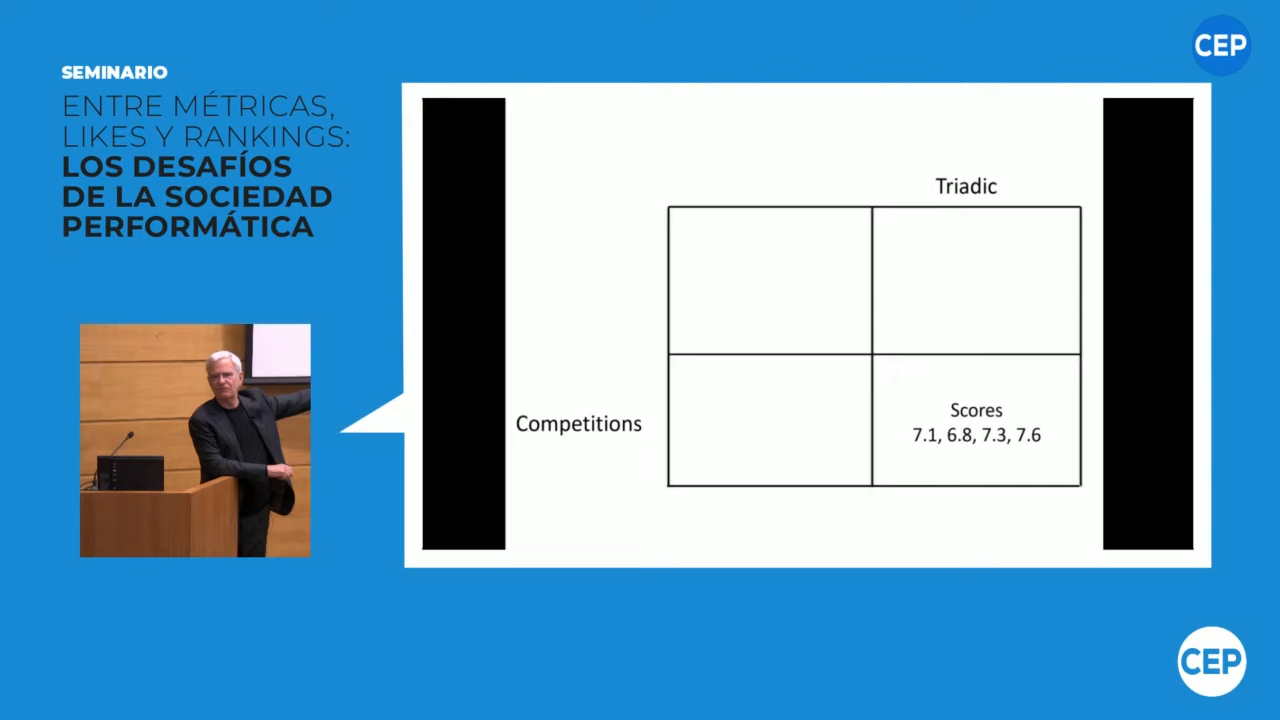 CEP
SEMINARIO
ENTRE MÉTRICAS,
LIKES Y RANKINGS:
LOS DESAFÍOS
DE LA SOCIEDAD
PERFORMÁTICA
Triadic
Competitions
Scores
7.1, 6.8, 7.3, 7.6
CEP